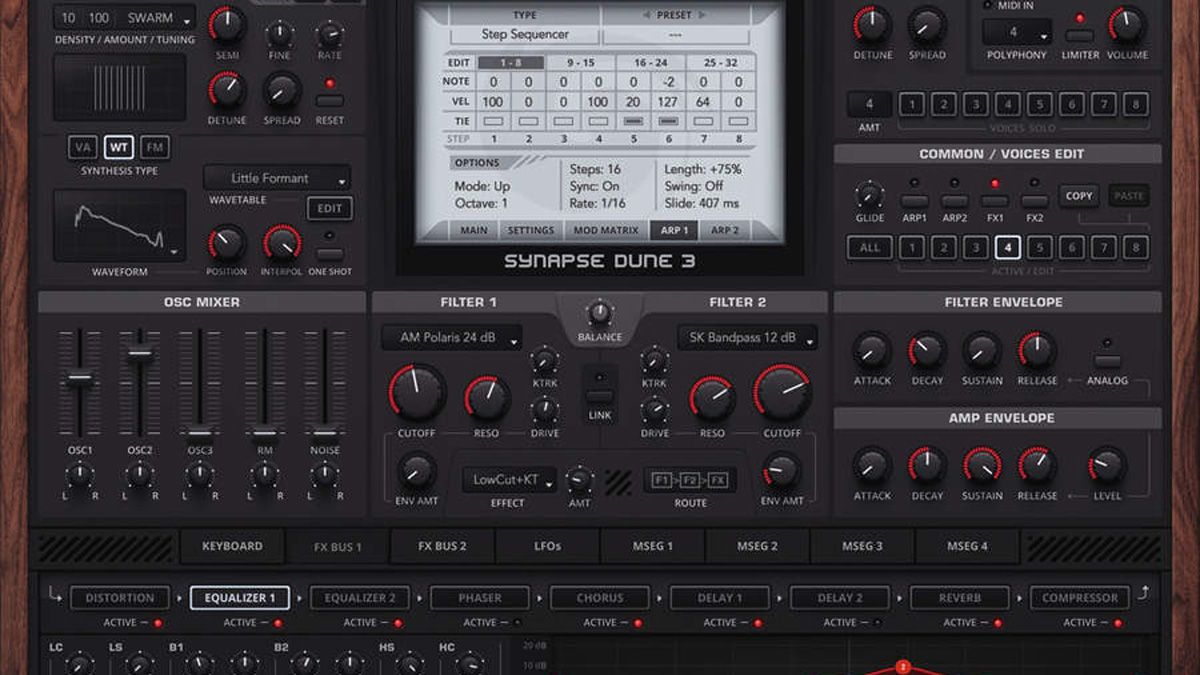 10 100 SWARM
DENSITY / AMOUNT / TUNING
SEMI FINE RATE
DETUNE SPREAD RESET
VA WT FM
SYNTHESIS TYPE
Little Formant
WAVETABLE EDIT
WAVEFORM
POSITION INTERPOL ONE SHOT
TYPE PRESET
Step Sequencer ---
EDIT 1 - 8 9 - 15 16 - 24 25 - 32
NOTE 0 0 0 0 0 -2 0 0
VEL 100 0 0 100 20 127 64 0
TIE
STEP 1 2 3 4 5 6 7 8
OPTIONS
Mode: Up
Octave: 1
Steps: 16
Sync: On
Rate: 1/16
Length: +75%
Swing: Off
Slide: 407 ms
MAIN SETTINGS MOD MATRIX ARP 1 ARP 2
SYNAPSE DUNE 3
MIDI IN
4
DETUNE SPREAD POLYPHONY LIMITER VOLUME
4 1 2 3 4 5 6 7 8
AMT VOICES SOLO
COMMON / VOICES EDIT
GLIDE ARP1 ARP2 FX1 FX2 COPY PASTE
ALL 1 2 3 4 5 6 7 8
ACTIVE / EDIT
OSC MIXER
OSC1 OSC2 OSC3 RM NOISE
L R L R L R L R L R
FILTER 1 FILTER 2
BALANCE
AM Polaris 24 dB SK Bandpass 12 dB
KTRK KTRK
LINK
CUTOFF RESO DRIVE DRIVE RESO CUTOFF
LowCut+KT F1 > F2 > FX
ENV AMT EFFECT AMT ROUTE ENV AMT
FILTER ENVELOPE
ATTACK DECAY SUSTAIN RELEASE ANALOG
AMP ENVELOPE
ATTACK DECAY SUSTAIN RELEASE LEVEL
KEYBOARD FX BUS 1 FX BUS 2 LFOs MSEG 1 MSEG 2 MSEG 3 MSEG 4
DISTORTION EQUALIZER 1 EQUALIZER 2 PHASER CHORUS DELAY 1 DELAY 2 REVERB COMPRESSOR
ACTIVE ACTIVE ACTIVE ACTIVE ACTIVE ACTIVE ACTIVE ACTIVE ACTIVE
LC LS B1 B2 HS HC
20 dB
10 dB
2